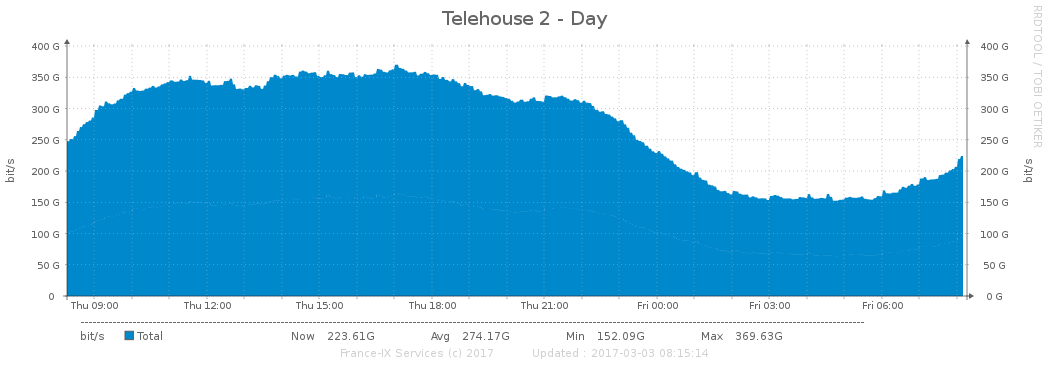 Telehouse 2 - Day
RRDTOOL / TOBI OETIKER
400 G 400 G
350 G 350 G
300 G 300 G
250 G 250 G
200 G 200 G
150 G 150 G
100 G 100 G
50 G 50 G
0 0 G
bit/s bit/s
Thu 09:00 Thu 12:00 Thu 15:00 Thu 18:00 Thu 21:00 Fri 00:00 Fri 03:00 Fri 06:00
bit/s Total Now 223.61G Avg 274.17G Min 152.09G Max 369.63G
France-IX Services (c) 2017 Updated : 2017-03-03 08:15:14